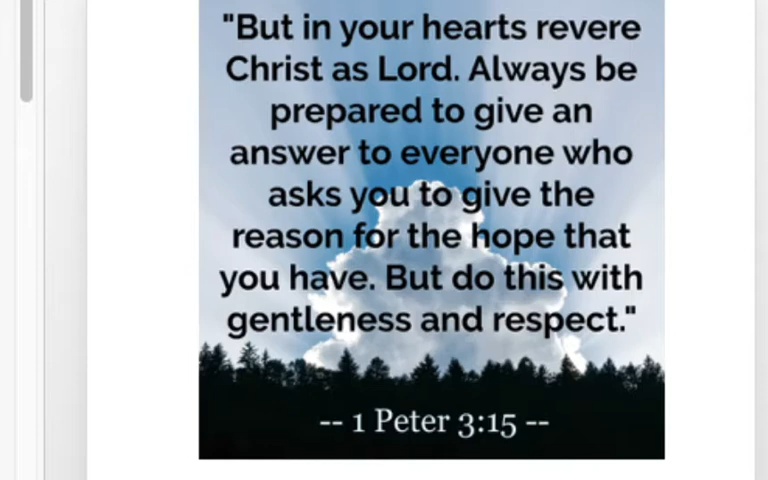 "But in your hearts revere
Christ as Lord. Always be
prepared to give an
answer to everyone who
asks you to give the
reason for the hope that
you have. But do this with
gentleness and respect."
-- 1 Peter 3:15 --